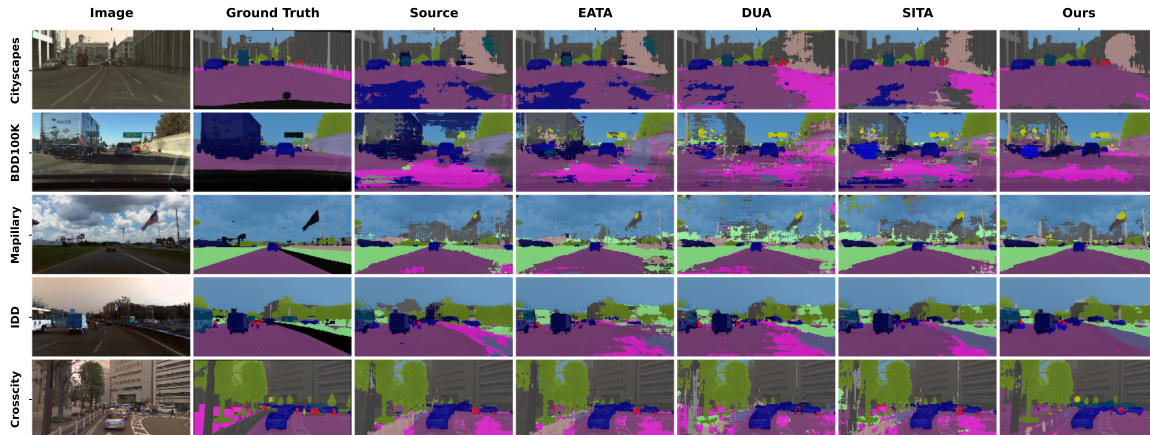 Image Ground Truth Source EATA DUA SITA Ours
Cityscapes
BDD100K
Mapillary
IDD
Crosscity